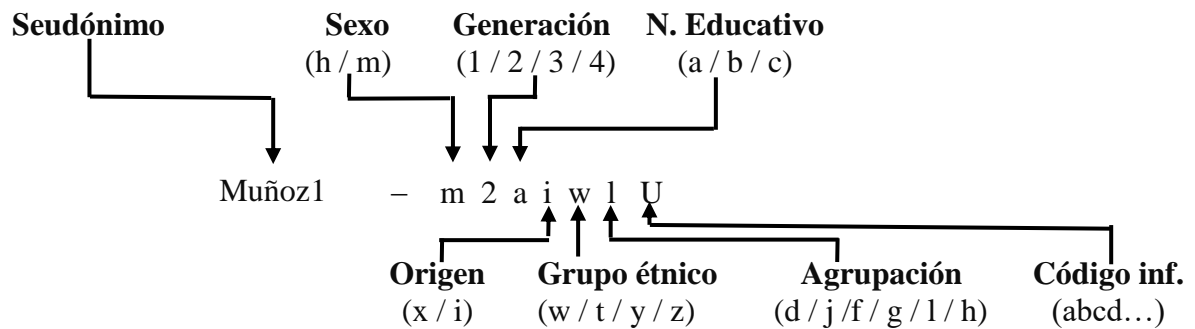 Seudónimo Sexo Generación N. Educativo
(h / m) (1 / 2 / 3 / 4) (a / b / c)
Muñoz1 – m 2 a i w l U
Origen Grupo étnico Agrupación Código inf.
(x / i) (w / t / y / z) (d / j /f / g / l / h) (abcd…)